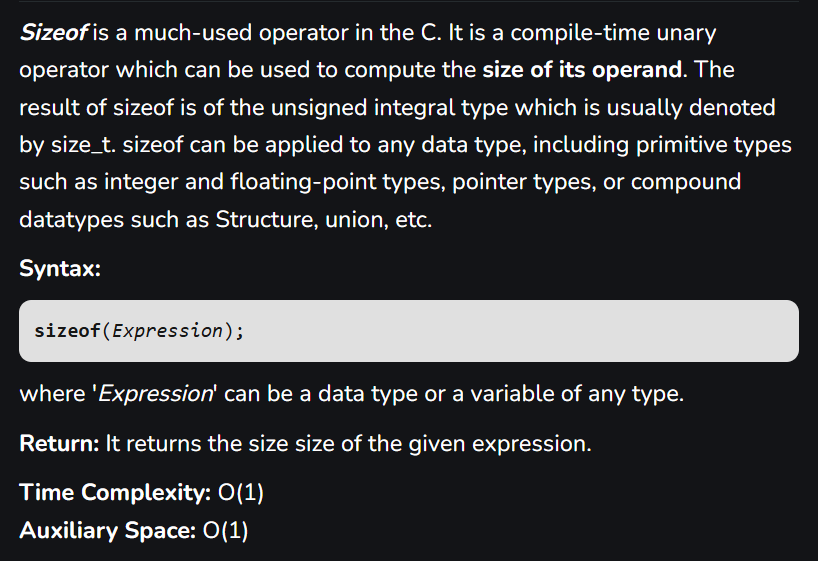 Sizeof is a much-used operator in the C. It is a compile-time unary
operator which can be used to compute the size of its operand. The
result of sizeof is of the unsigned integral type which is usually denoted
by size_t. sizeof can be applied to any data type, including primitive types
such as integer and floating-point types, pointer types, or compound
datatypes such as Structure, union, etc.
Syntax:
sizeof(Expression);
where 'Expression' can be a data type or a variable of any type.
Return: It returns the size size of the given expression.
Time Complexity: O(1)
Auxiliary Space: O(1)